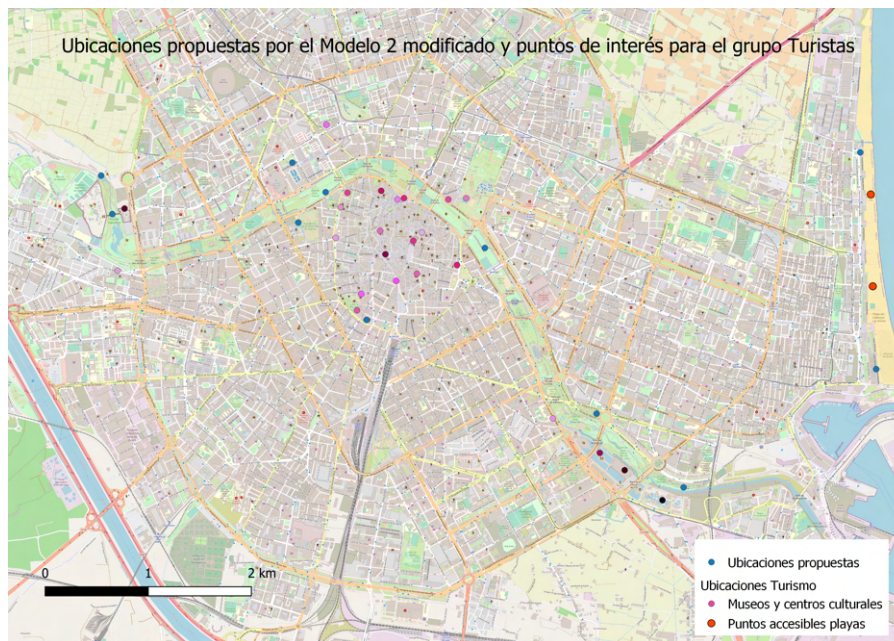 Ubicaciones propuestas por el Modelo 2 modificado y puntos de interés para el grupo Turistas
0 1 2 km
Ubicaciones propuestas
Ubicaciones Turismo
Museos y centros culturales
Puntos accesibles playas